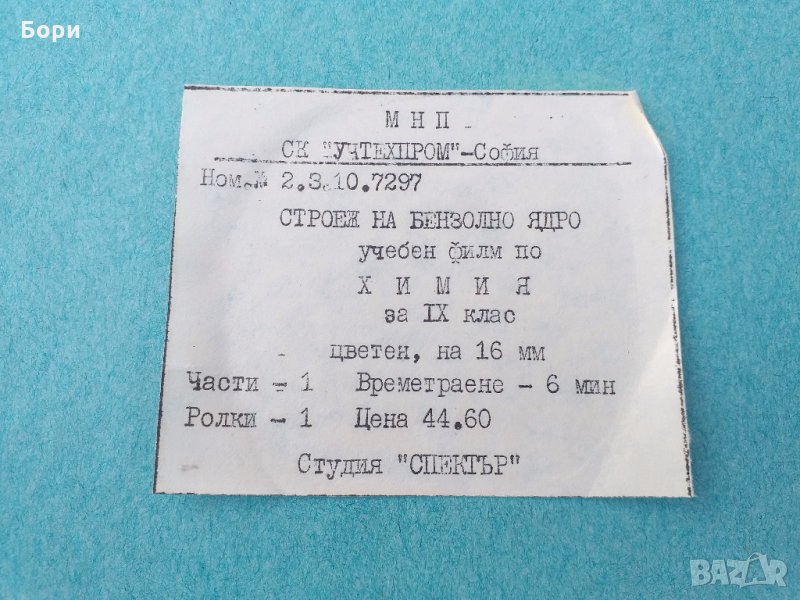 Бори
М Н П
СК "УЧТЕХПРОМ"-София
Ном.№ 2.3.10.7297
СТРОЕЖ НА БЕНЗОЛНО ЯДРО
учебен филм по
Х И М И Я
за IX клас
цветен, на 16 мм
Части - 1 Времетраене - 6 мин
Ролки - 1 Цена 44.60
Студия "СПЕКТЪР"
BAZAR